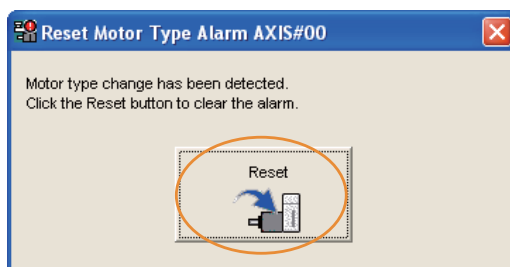 Reset Motor Type Alarm AXIS#00
Motor type change has been detected.
Click the Reset button to clear the alarm.
Reset